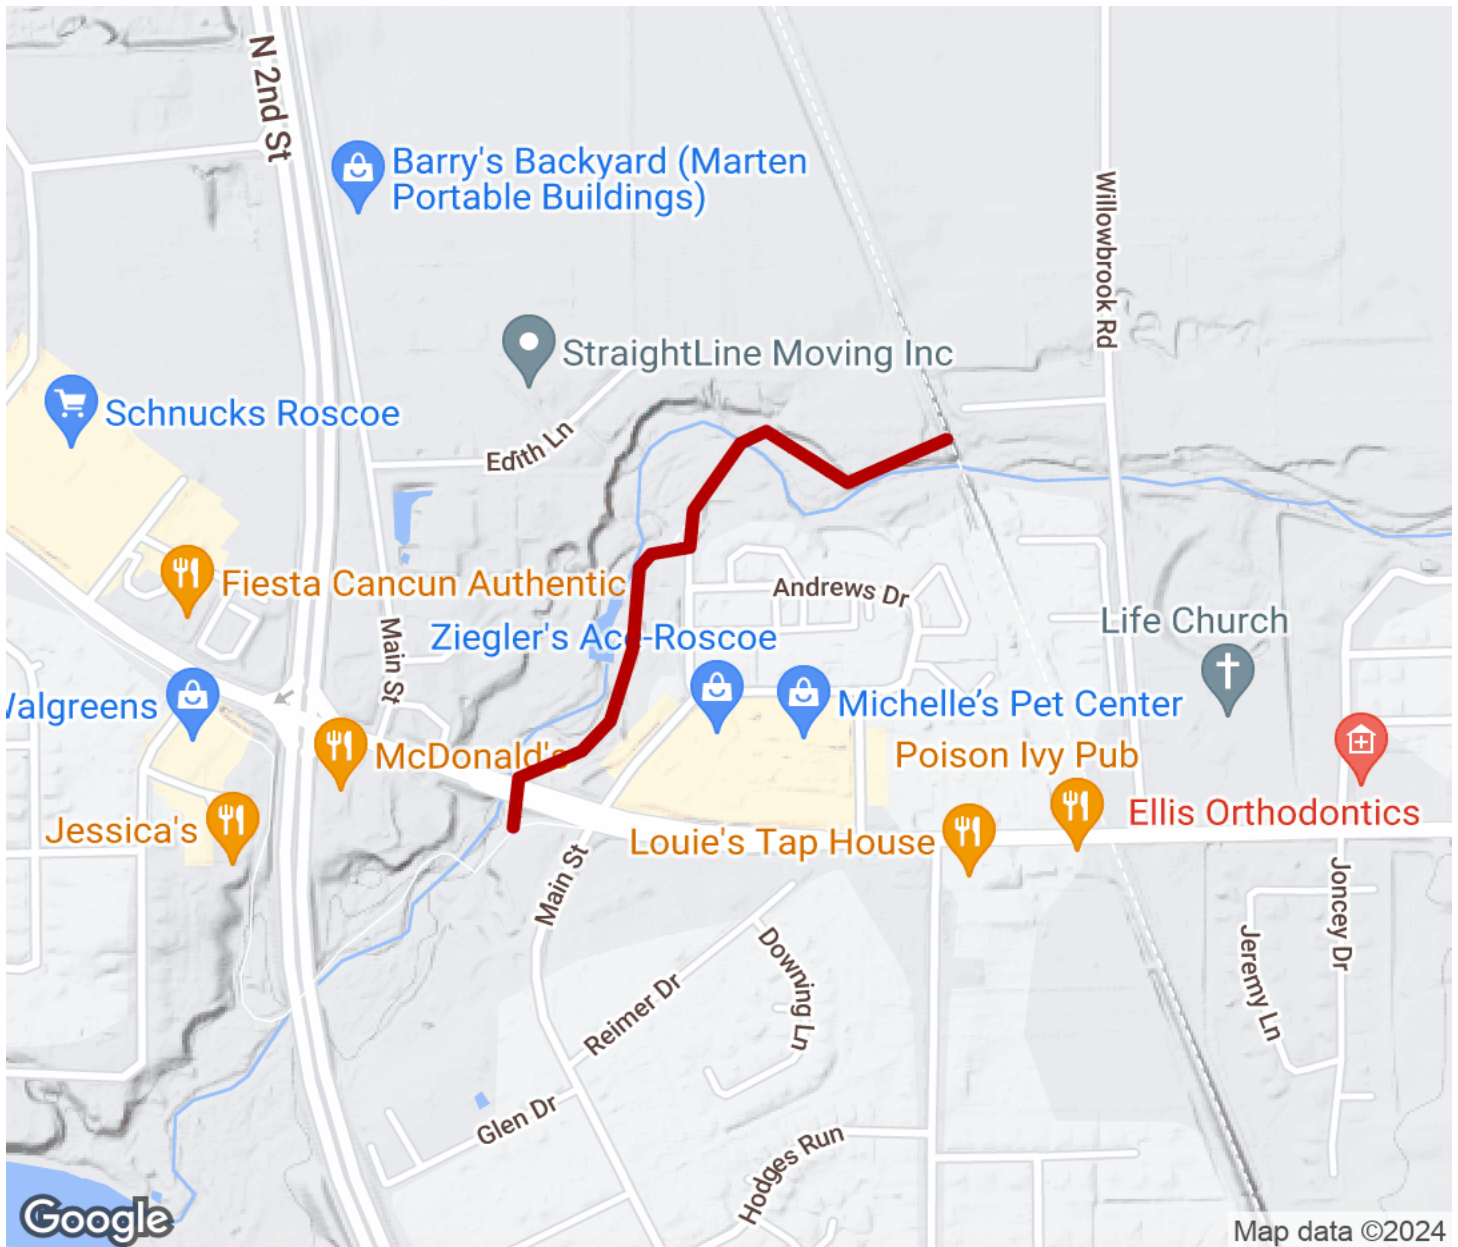 N 2nd St
Barry's Backyard (Marten
Portable Buildings)
Willowbrook Rd
StraightLine Moving Inc
Schnucks Roscoe
Edith Ln
Fiesta Cancun Authentic
Andrews Dr
Life Church
Ziegler's Ace-Roscoe
Main St
Walgreens
Michelle's Pet Center
McDonald's
Poison Ivy Pub
Ellis Orthodontics
Jessica's
Louie's Tap House
Main St
Joncey Dr
Downing Ln
Jeremy Ln
Reimer Dr
Glen Dr
Hodges Run
Google
Map data ©2024